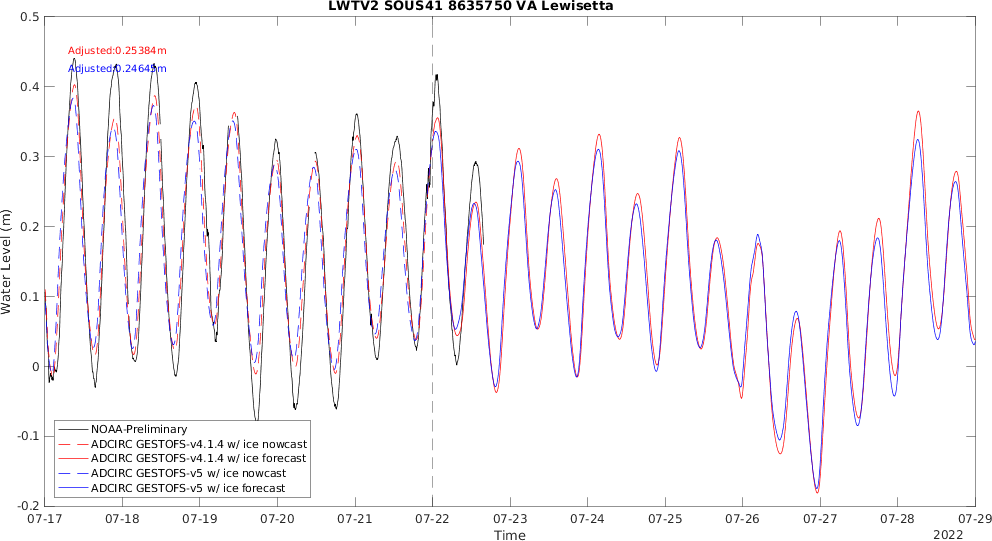 LWTV2 SOUS41 8635750 VA Lewisetta
Adjusted:0.25384m
Adjusted:0.24645m
Water Level (m)
0.5
0.4
0.3
0.2
0.1
0
-0.1
-0.2
NOAA-Preliminary
ADCIRC GESTOFS-v4.1.4 w/ ice nowcast
ADCIRC GESTOFS-v4.1.4 w/ ice forecast
ADCIRC GESTOFS-v5 w/ ice nowcast
ADCIRC GESTOFS-v5 w/ ice forecast
07-17 07-18 07-19 07-20 07-21 07-22 07-23 07-24 07-25 07-26 07-27 07-28 07-29
Time
2022